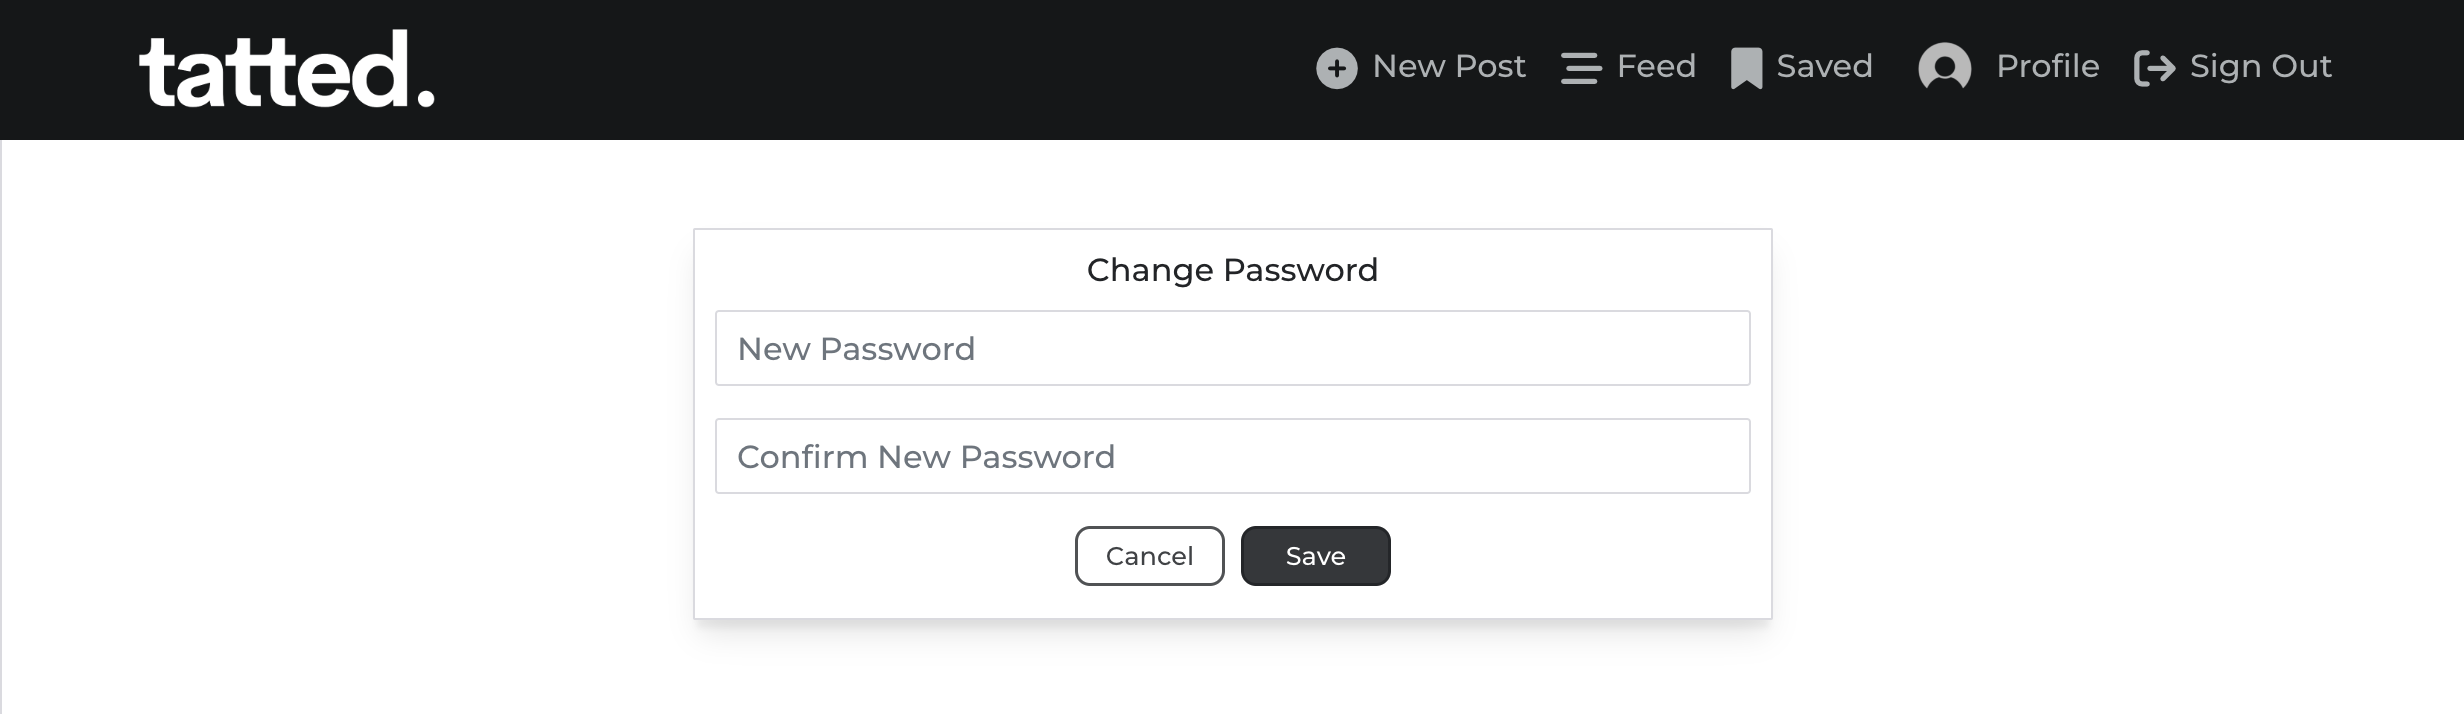 tatted.
New Post Feed Saved Profile Sign Out
Change Password
New Password
Confirm New Password
Cancel Save